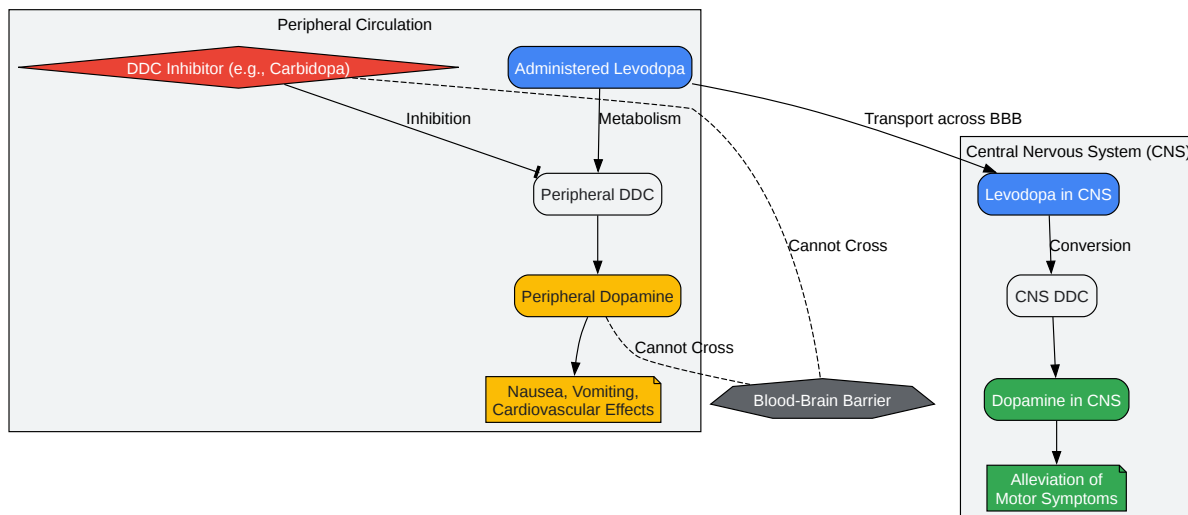 Peripheral Circulation
DDC Inhibitor (e.g., Carbidopa)
Administered Levodopa
Inhibition
Metabolism
Transport across BBB
Central Nervous System (CNS)
Peripheral DDC
Levodopa in CNS
Cannot Cross
Conversion
Peripheral Dopamine
CNS DDC
Cannot Cross
Nausea, Vomiting,
Cardiovascular Effects
Blood-Brain Barrier
Dopamine in CNS
Alleviation of
Motor Symptoms